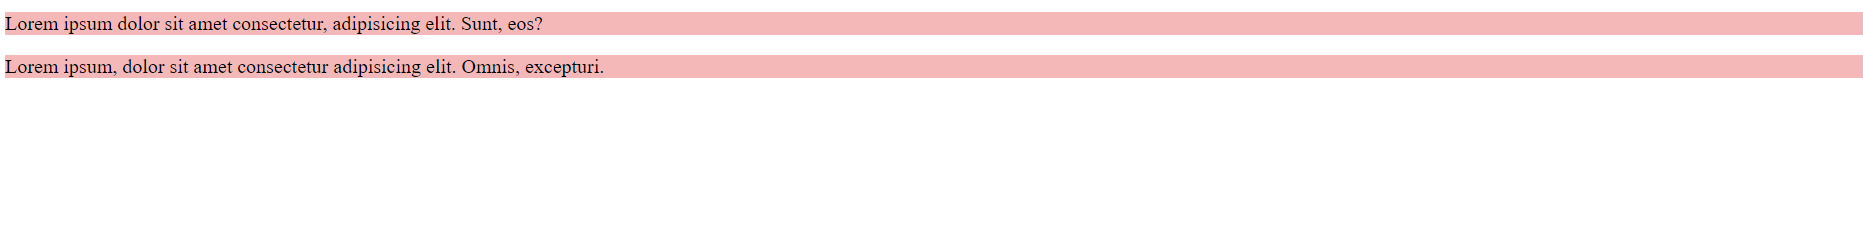 Lorem ipsum dolor sit amet consectetur, adipisicing elit. Sunt, eos?
Lorem ipsum, dolor sit amet consectetur adipisicing elit. Omnis, excepturi.